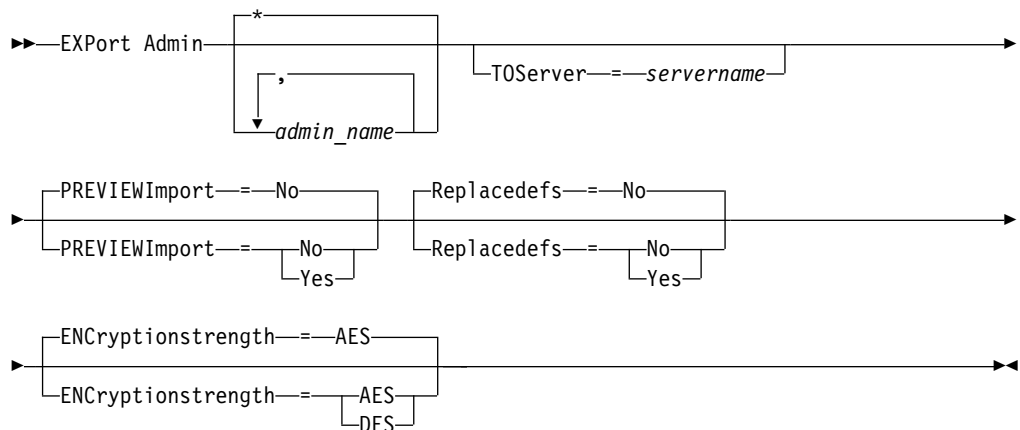 *
EXPort Admin
TOServer = servername
,
admin_name
PREVIEWImport = No
Replacedefs = No
PREVIEWImport = No
Yes
Replacedefs = No
Yes
ENCryptionstrength = AES
ENCryptionstrength = AES
DES